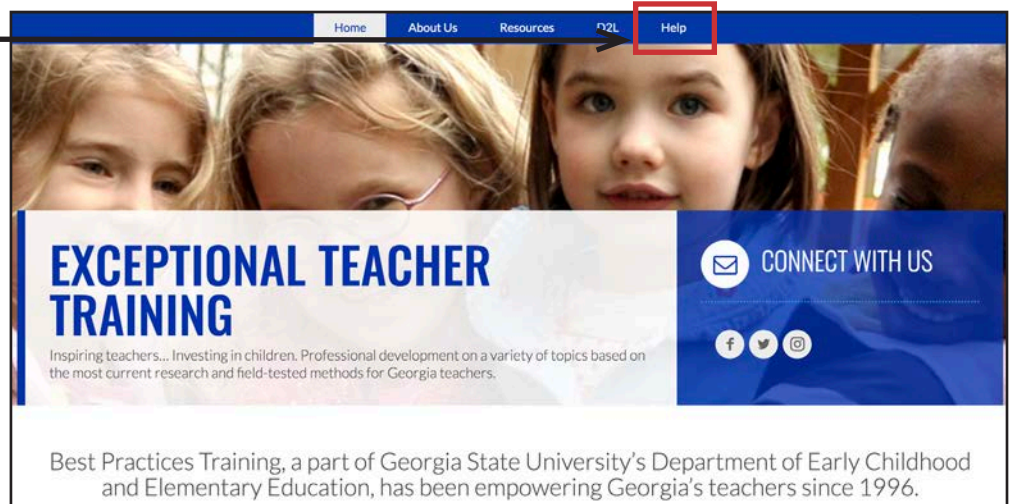 Home About Us Resources D2L Help
EXCEPTIONAL TEACHER
TRAINING
Inspiring teachers... Investing in children. Professional development on a variety of topics based on
the most current research and field-tested methods for Georgia teachers.
CONNECT WITH US
Best Practices Training, a part of Georgia State University’s Department of Early Childhood
and Elementary Education, has been empowering Georgia’s teachers since 1996.